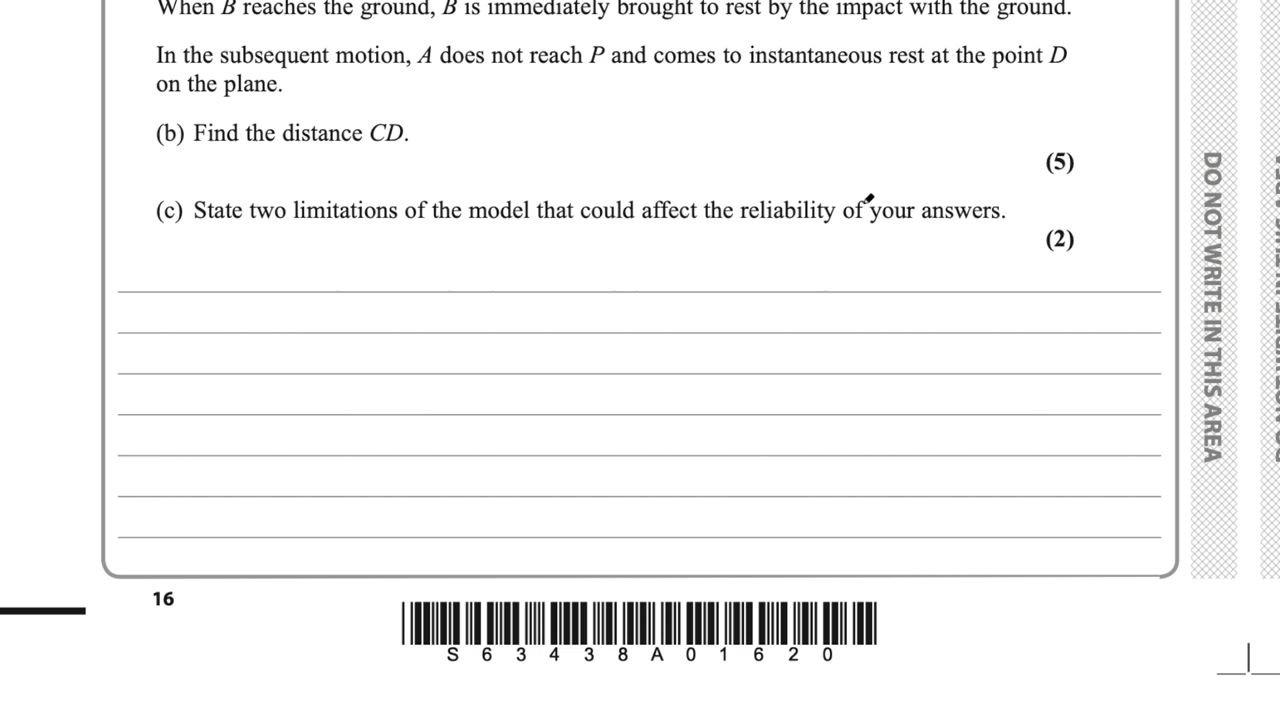 When B reaches the ground, B is immediately brought to rest by the impact with the ground.
In the subsequent motion, A does not reach P and comes to instantaneous rest at the point D
on the plane.
(b) Find the distance CD.
(5)
(c) State two limitations of the model that could affect the reliability of your answers.
(2)
DO NOT WRITE IN THIS AREA
16
S 6 3 4 3 8 A 0 1 6 2 0